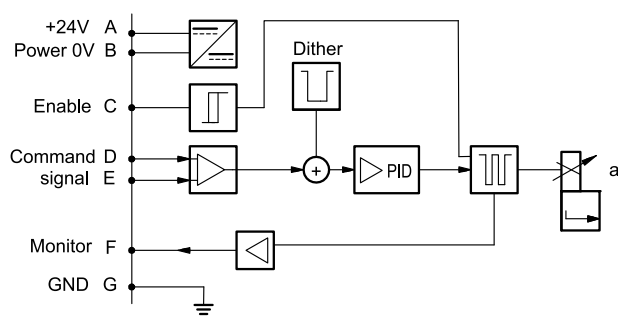 +24V A
Power 0V B
Dither
Enable C
Command D
signal E
+
PID
a
Monitor F
GND G